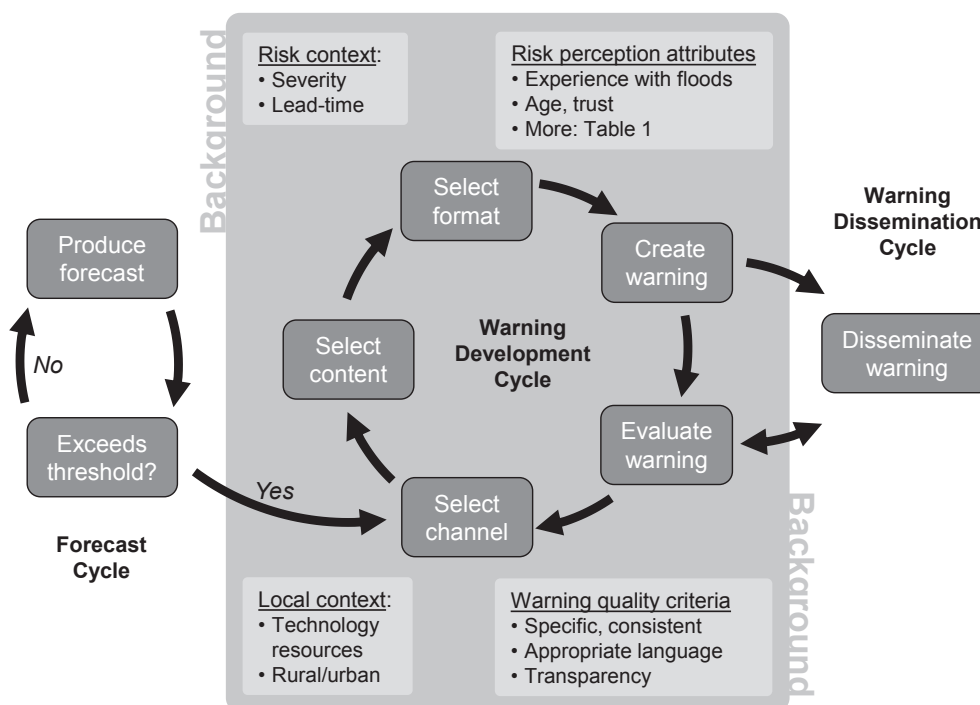 Background
Risk context:
• Severity
• Lead-time
Risk perception attributes
• Experience with floods
• Age, trust
• More: Table 1
Select
format
Warning
Dissemination
Cycle
Produce
forecast
Create
warning
No
Select
content
Warning
Development
Cycle
Disseminate
warning
Exceeds
threshold?
Evaluate
warning
Yes
Select
channel
Forecast
Cycle
Background
Local context:
• Technology
resources
• Rural/urban
Warning quality criteria
• Specific, consistent
• Appropriate language
• Transparency